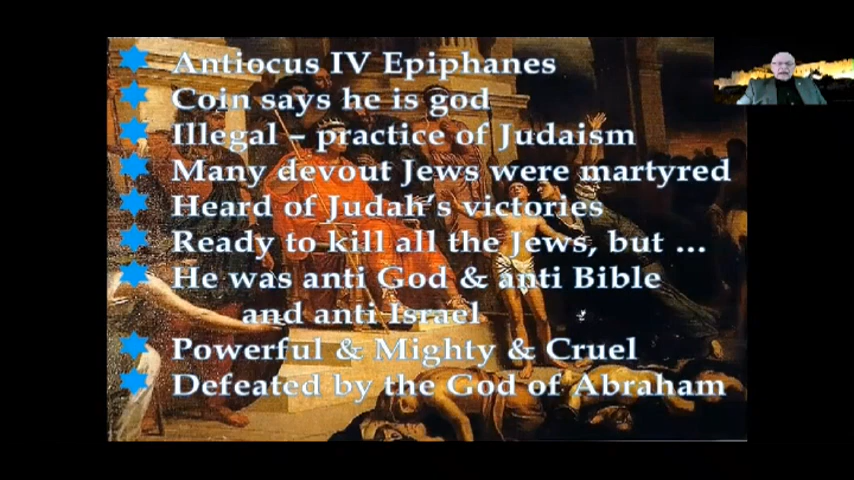 Antiocus IV Epiphanes
Coin says he is god
Illegal – practice of Judaism
Many devout Jews were martyred
Heard of Judah's victories
Ready to kill all the Jews, but ...
He was anti God & anti Bible
and anti Israel
Powerful & Mighty & Cruel
Defeated by the God of Abraham